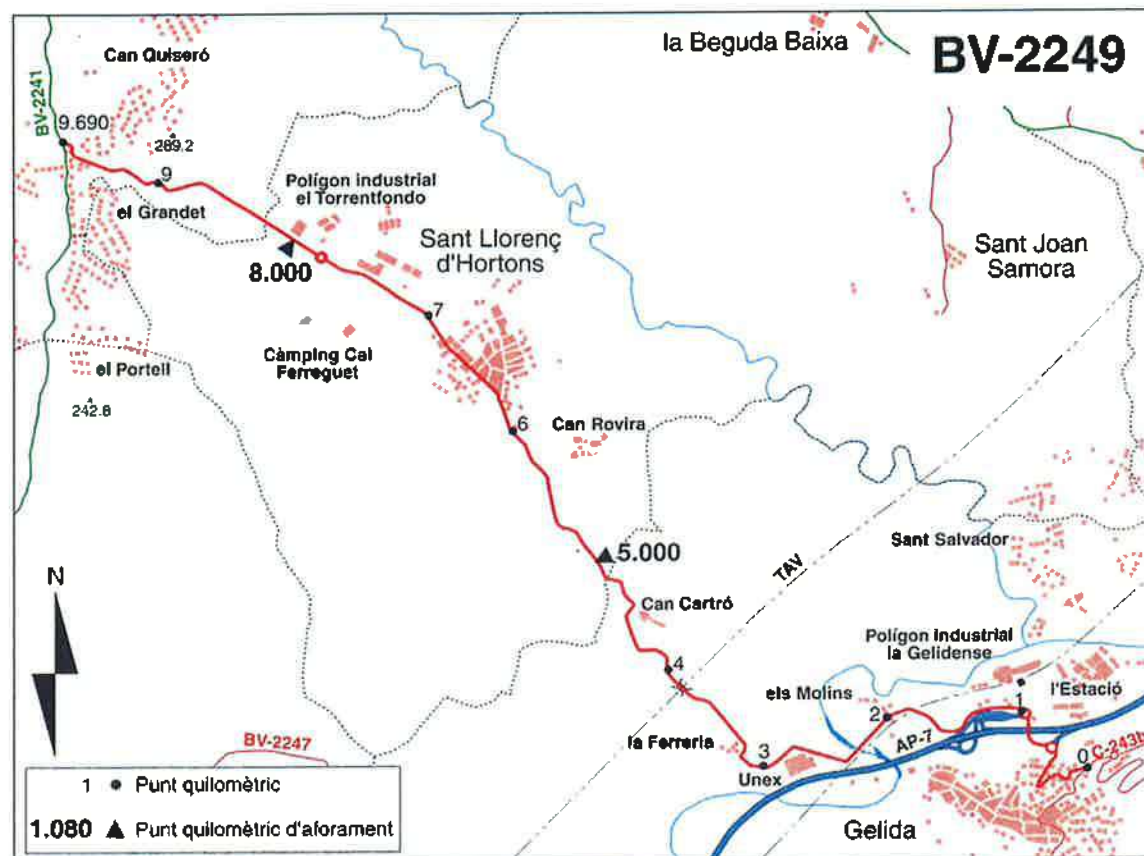 BV-2249
la Beguda Baixa
Can Quiseró
BV-2241
9.690
289.2
9
el Grandet
Polígon industrial
el Torrentfondo
Sant Llorenç
d'Hortons
8.000
Sant Joan
Samora
7
Càmping Cal
Ferreguet
el Portell
242.8
6
Can Rovira
5.000
Sant Salvador
TAV
N
Can Cartró
Polígon Industrial
la Gelidense
4
els Molins
l'Estació
2
1
AP-7
la Ferreria
BV-2247
3
Unex
0
C-243b
Gelida
1 Punt quilomètric
1.080 Punt quilomètric d'aforament